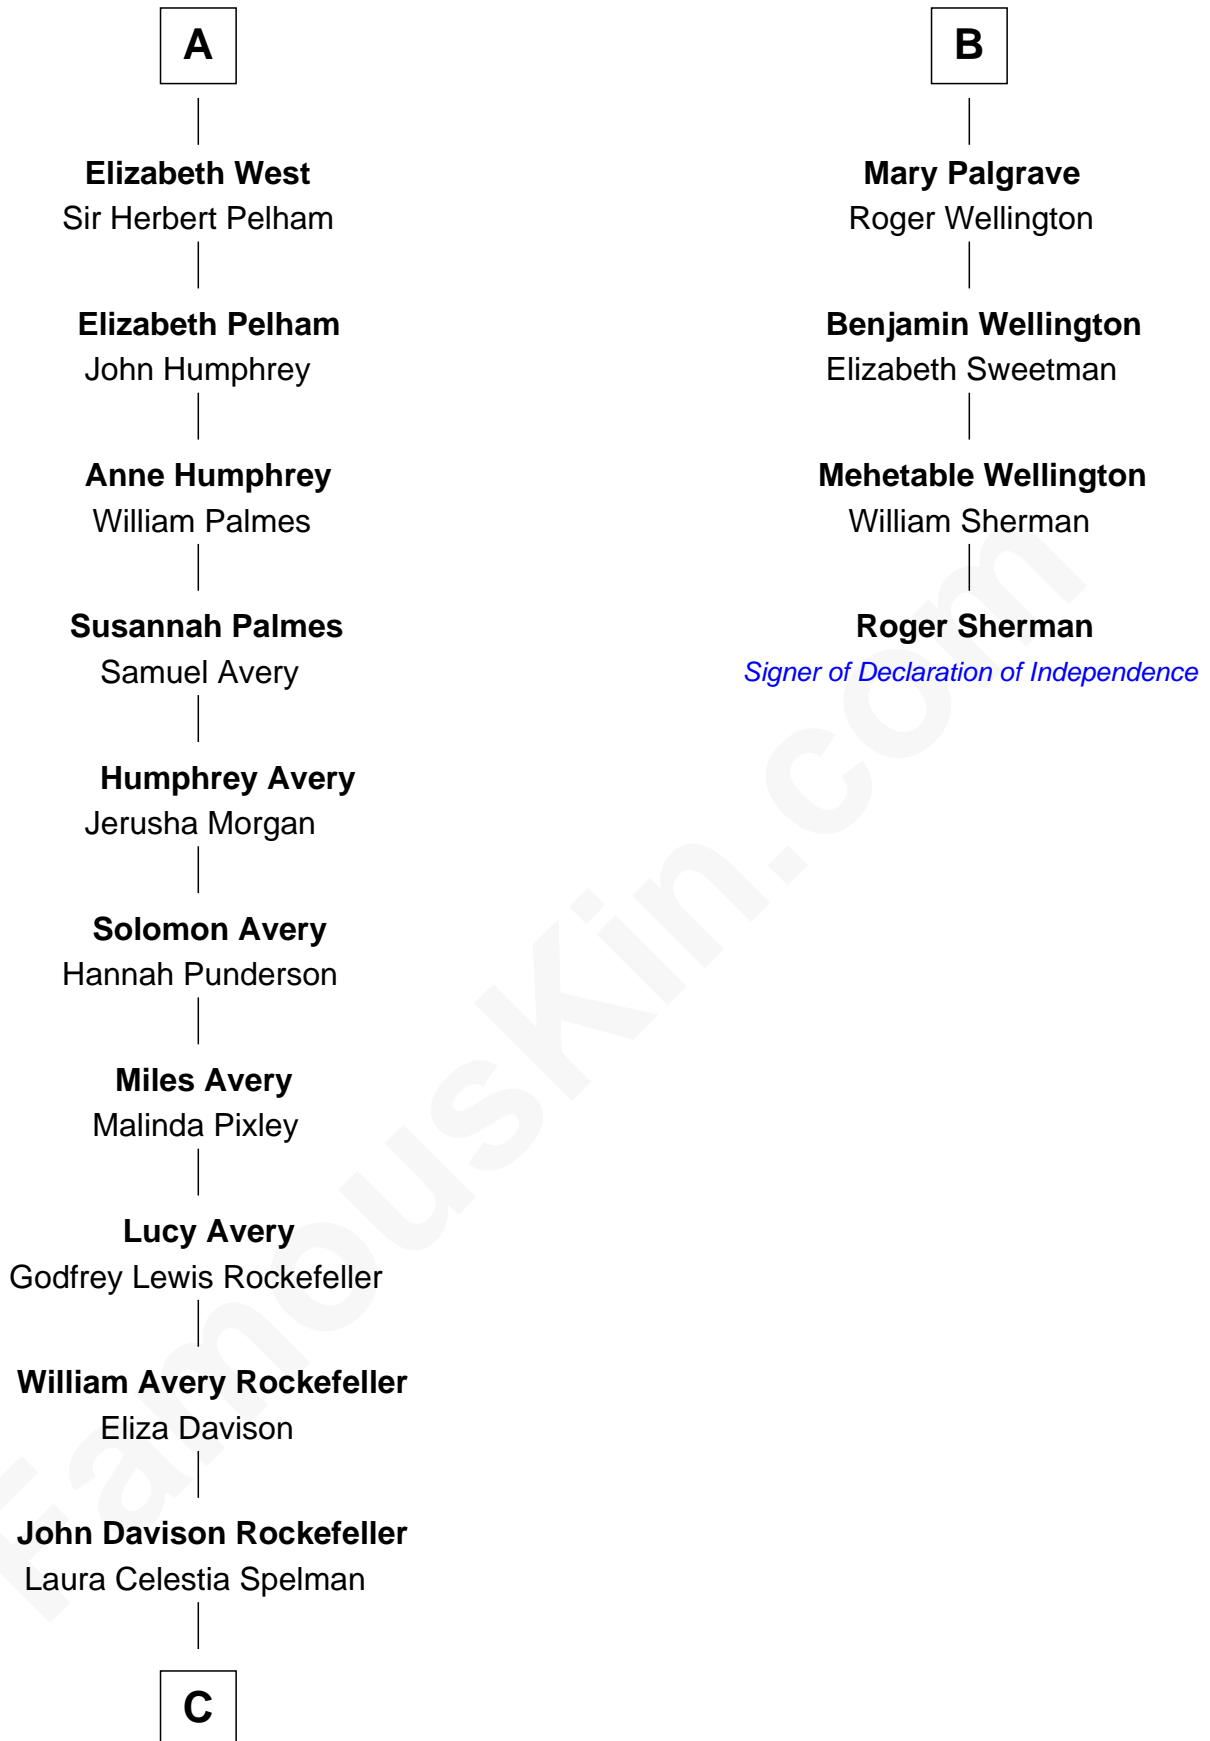 A
Elizabeth West
Sir Herbert Pelham
Elizabeth Pelham
John Humphrey
Anne Humphrey
William Palmes
Susannah Palmes
Samuel Avery
Humphrey Avery
Jerusha Morgan
Solomon Avery
Hannah Punderson
Miles Avery
Malinda Pixley
Lucy Avery
Godfrey Lewis Rockefeller
William Avery Rockefeller
Eliza Davison
John Davison Rockefeller
Laura Celestia Spelman
C
B
Mary Palgrave
Roger Wellington
Benjamin Wellington
Elizabeth Sweetman
Mehetable Wellington
William Sherman
Roger Sherman
Signer of Declaration of Independence
FamousKin.com